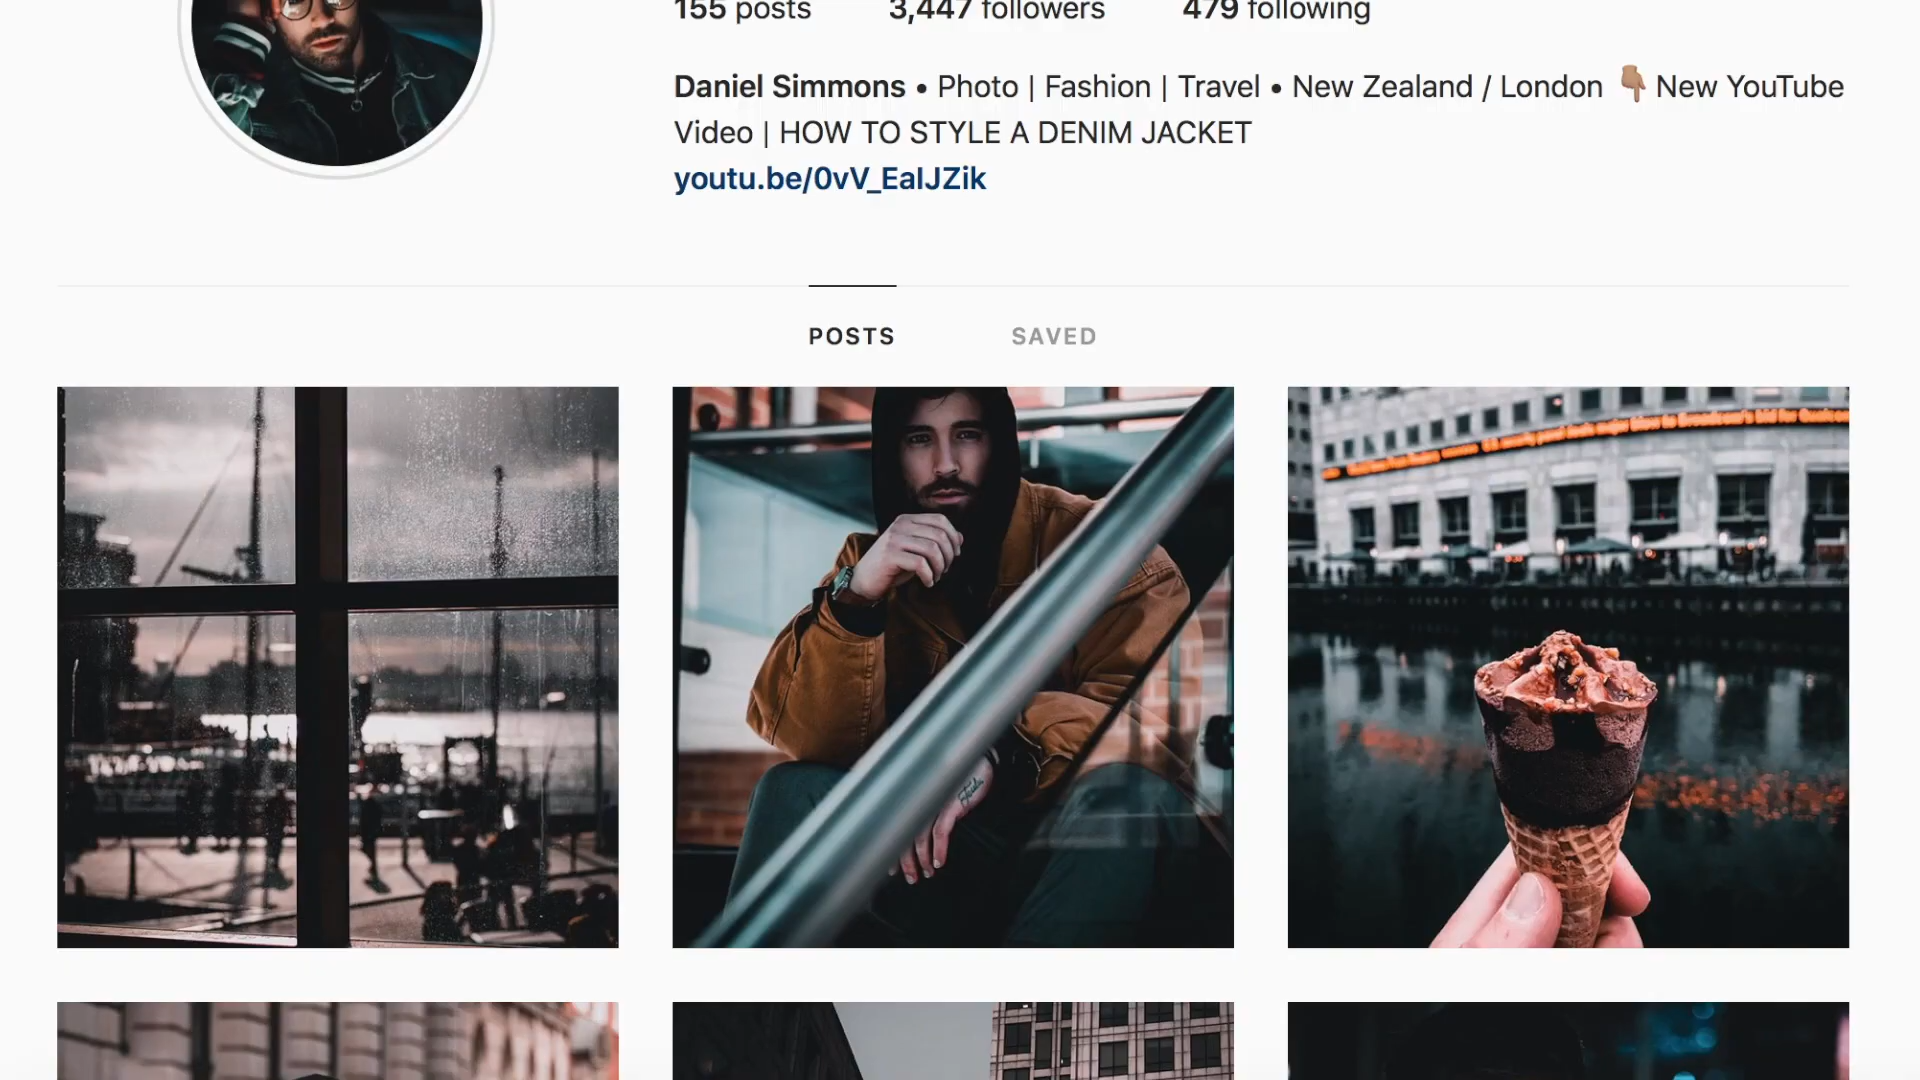 155 posts 3,447 followers 479 following
Daniel Simmons • Photo | Fashion | Travel • New Zealand / London 👇🏽 New YouTube
Video | HOW TO STYLE A DENIM JACKET
youtu.be/0vV_EaIJZik
POSTS SAVED